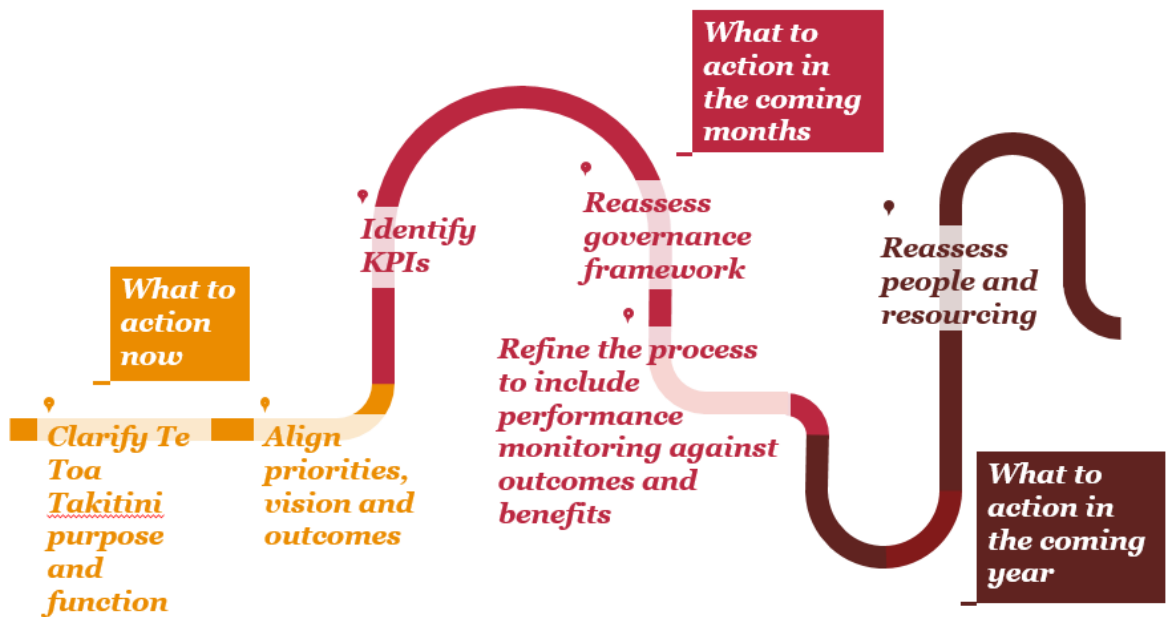 What to
action
now
Clarify Te
Toa
Takitini
purpose
and
function
Align
priorities,
vision and
outcomes
What to
action in
the coming
months
Identify
KPIs
Reassess
governance
framework
Refine the process
to include
performance
monitoring against
outcomes and
benefits
What to
action in
the coming
year
Reassess
people and
resourcing